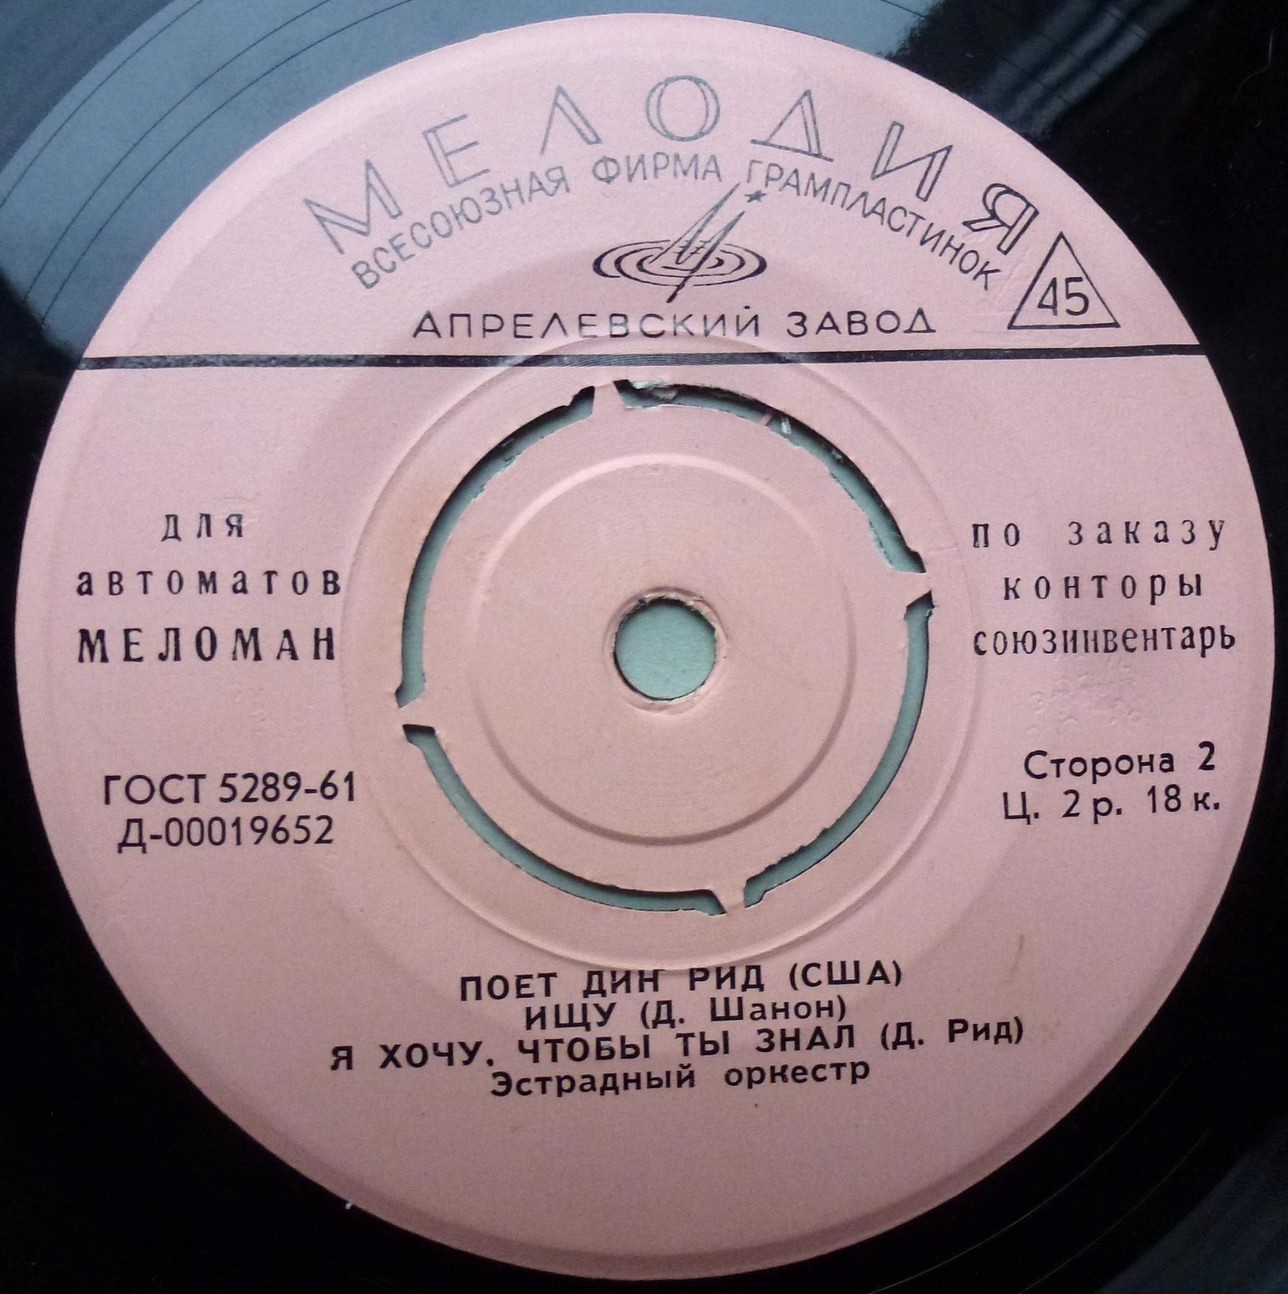 МЕЛОДИЯ
ВСЕСОЮЗНАЯ ФИРМА ГРАМПЛАСТИНОК
АПРЕЛЕВСКИЙ ЗАВОД
45
для
автоматов
МЕЛОМАН
по заказу
конторы
союзинвентарь
ГОСТ 5289-61
Д-00019652
Сторона 2
Ц. 2 р. 18 к.
ПОЕТ ДИН РИД (США)
ИЩУ (Д. Шанон)
Я ХОЧУ. ЧТОБЫ ТЫ ЗНАЛ (Д. Рид)
Эстрадный оркестр